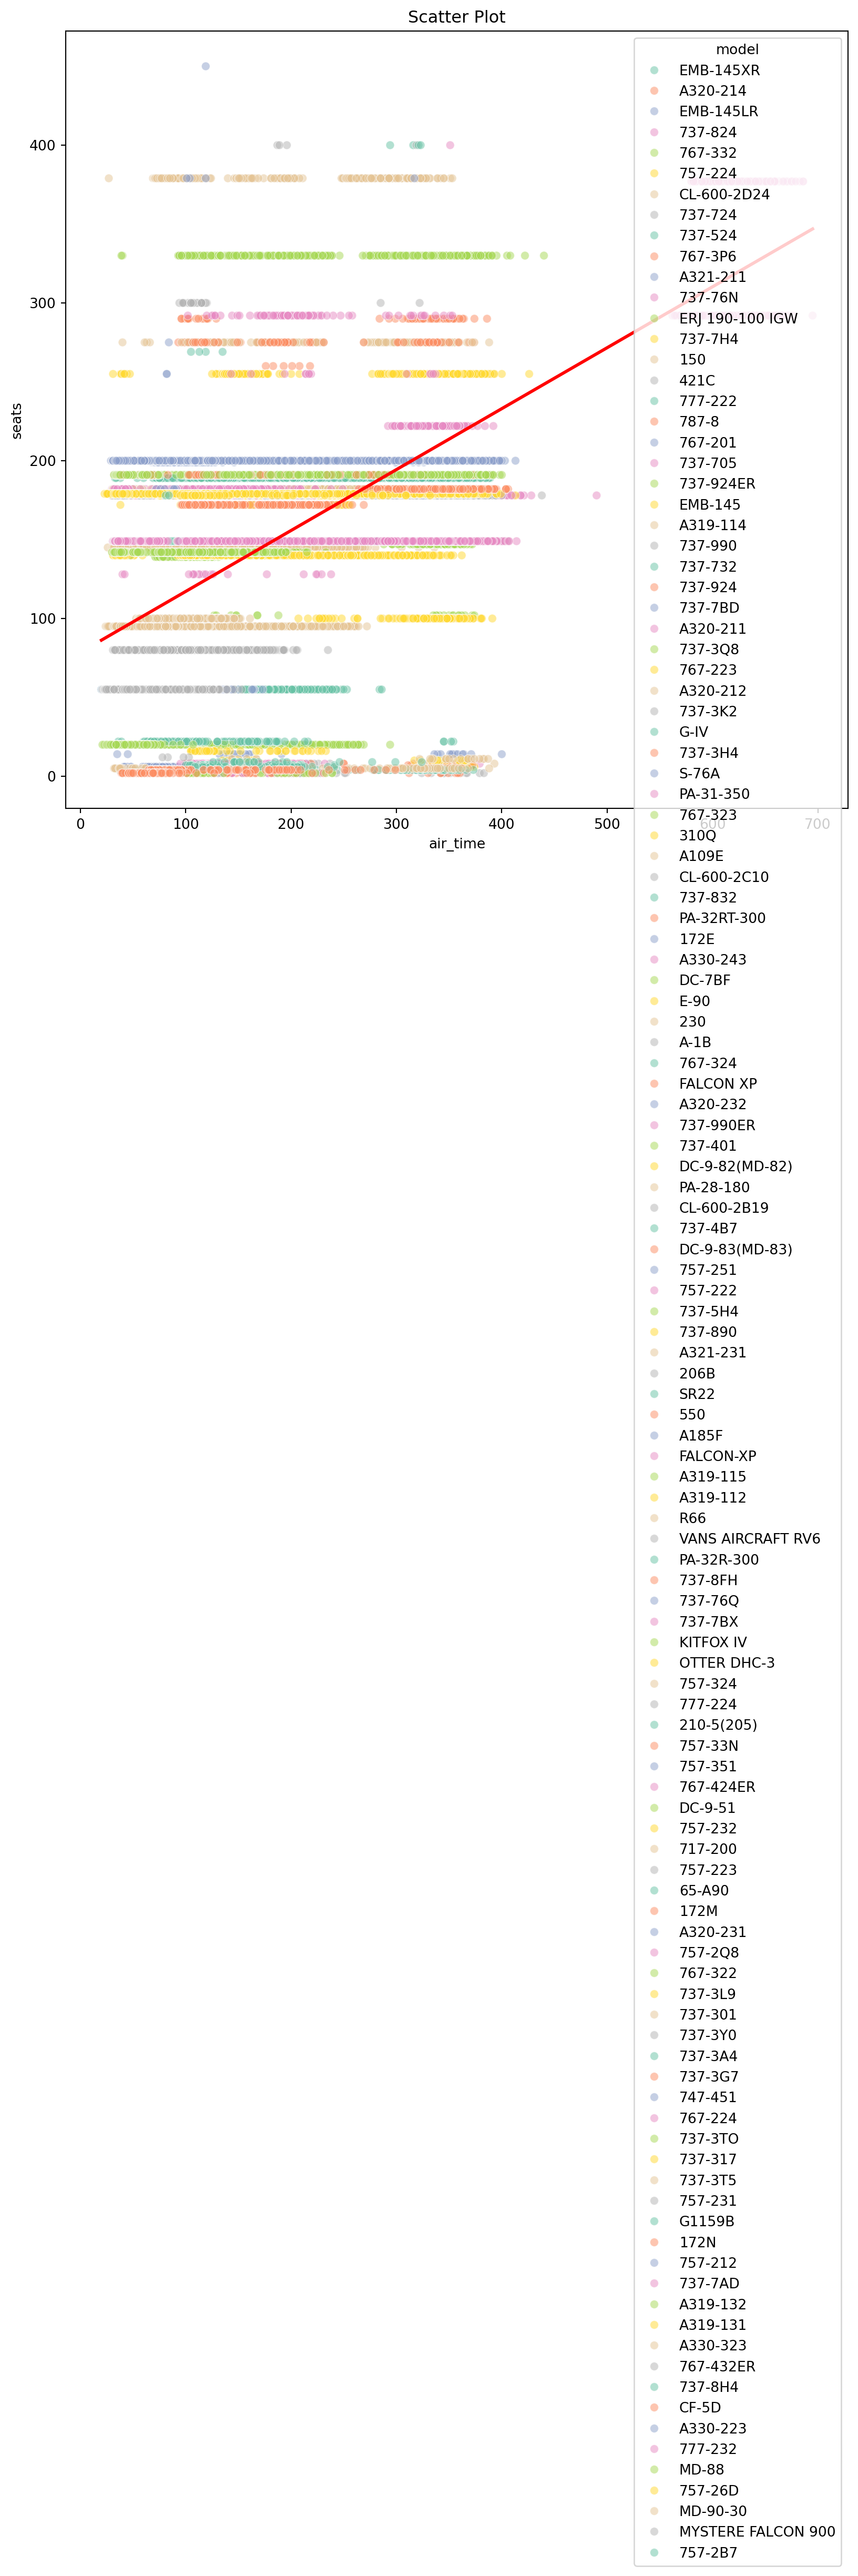 Scatter Plot
model
EMB-145XR
A320-214
EMB-145LR
737-824
767-332
757-224
CL-600-2D24
737-724
737-524
767-3P6
A321-211
737-76N
ERJ 190-100 IGW
737-7H4
150
421C
777-222
787-8
767-201
737-705
737-924ER
EMB-145
A319-114
737-990
737-732
737-924
737-7BD
A320-211
737-3Q8
767-223
A320-212
737-3K2
G-IV
737-3H4
S-76A
PA-31-350
767-323
310Q
A109E
CL-600-2C10
737-832
PA-32RT-300
172E
A330-243
DC-7BF
E-90
230
A-1B
767-324
FALCON XP
A320-232
737-990ER
737-401
DC-9-82(MD-82)
PA-28-180
CL-600-2B19
737-4B7
DC-9-83(MD-83)
757-251
757-222
737-5H4
737-890
A321-231
206B
SR22
550
A185F
FALCON-XP
A319-115
A319-112
R66
VANS AIRCRAFT RV6
PA-32R-300
737-8FH
737-76Q
737-7BX
KITFOX IV
OTTER DHC-3
757-324
777-224
210-5(205)
757-33N
757-351
767-424ER
DC-9-51
757-232
717-200
757-223
65-A90
172M
A320-231
757-2Q8
767-322
737-3L9
737-301
737-3Y0
737-3A4
737-3G7
747-451
767-224
737-3TO
737-317
737-3T5
757-231
G1159B
172N
757-212
737-7AD
A319-132
A319-131
A330-323
767-432ER
737-8H4
CF-5D
A330-223
777-232
MD-88
757-26D
MD-90-30
MYSTERE FALCON 900
757-2B7
400
300
200
100
0
seats
0 100 200 300 400 500 600 700
air_time